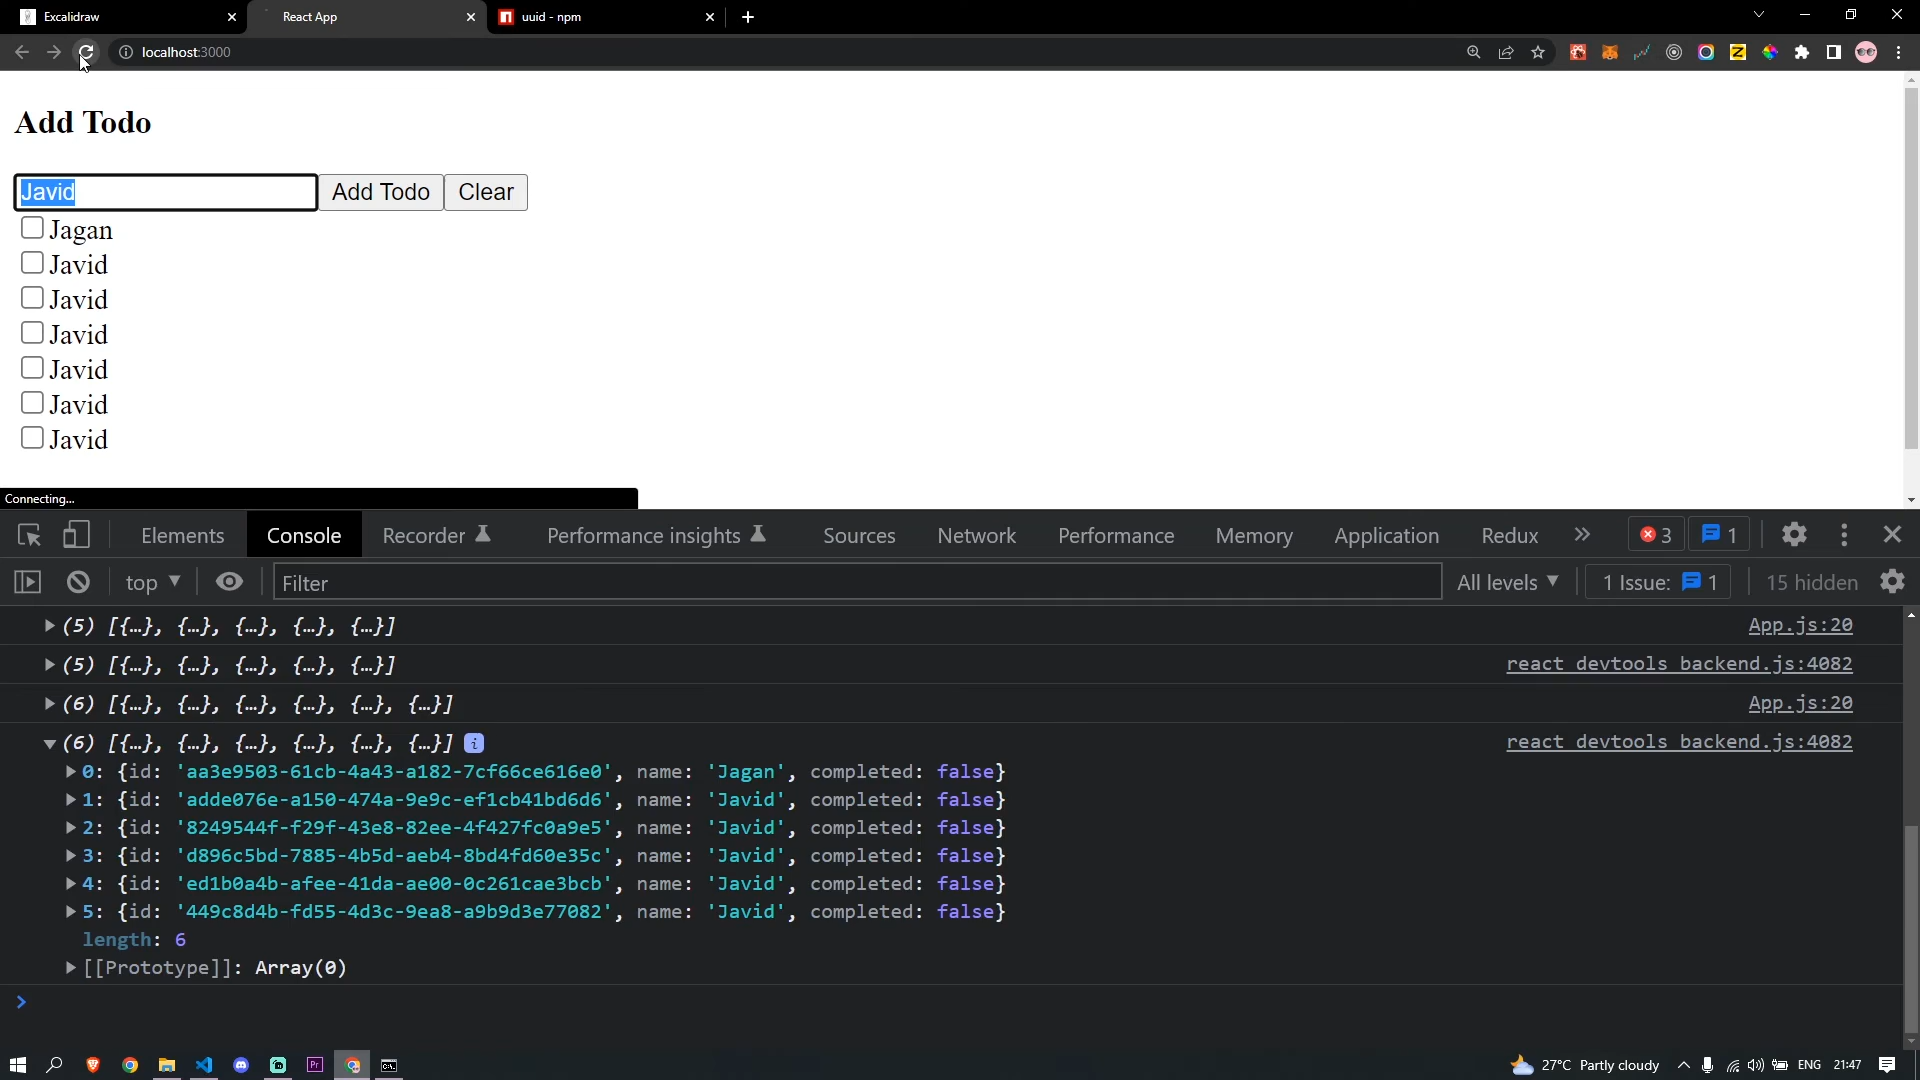 Excalidraw
React App
uuid - npm
localhost:3000
Add Todo
Javid
Add Todo
Clear
Jagan
Javid
Javid
Javid
Javid
Javid
Javid
Connecting...
Elements
Console
Recorder
Performance insights
Sources
Network
Performance
Memory
Application
Redux
3
1
top
Filter
All levels
1 Issue: 1
15 hidden
(5) [{…}, {…}, {…}, {…}, {…}] App.js:20
(5) [{…}, {…}, {…}, {…}, {…}] react devtools backend.js:4082
(6) [{…}, {…}, {…}, {…}, {…}, {…}] App.js:20
(6) [{…}, {…}, {…}, {…}, {…}, {…}] i react devtools backend.js:4082
0: {id: 'aa3e9503-61cb-4a43-a182-7cf66ce616e0', name: 'Jagan', completed: false}
1: {id: 'adde076e-a150-474a-9e9c-ef1cb41bd6d6', name: 'Javid', completed: false}
2: {id: '8249544f-f29f-43e8-82ee-4f427fc0a9e5', name: 'Javid', completed: false}
3: {id: 'd896c5bd-7885-4b5d-aeb4-8bd4fd60e35c', name: 'Javid', completed: false}
4: {id: 'ed1b0a4b-afee-41da-ae00-0c261cae3bcb', name: 'Javid', completed: false}
5: {id: '449c8d4b-fd55-4d3c-9ea8-a9b9d3e77082', name: 'Javid', completed: false}
length: 6
[[Prototype]]: Array(0)
27°C Partly cloudy
ENG
21:47